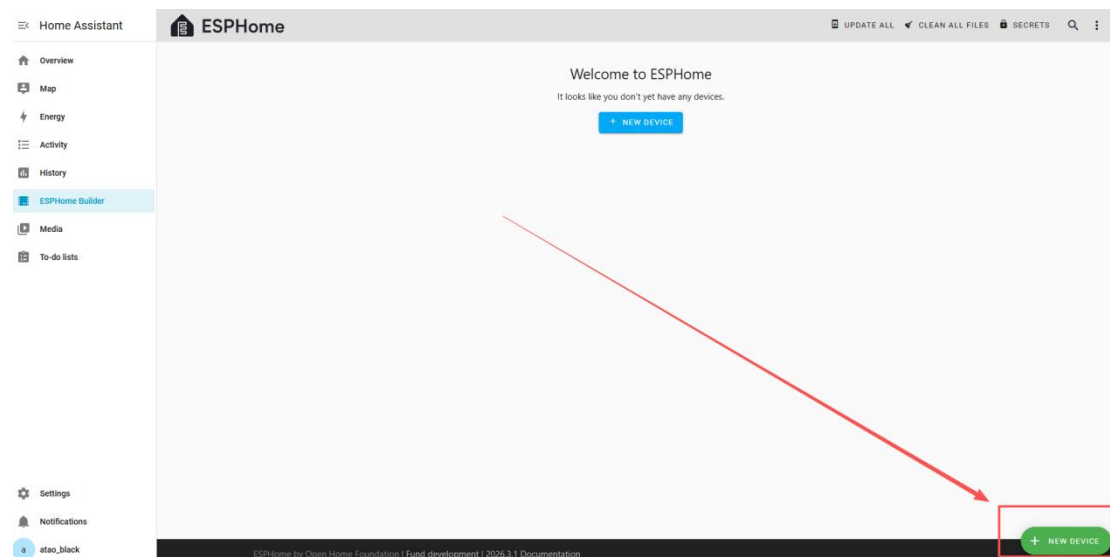 Home Assistant
Overview
Map
Energy
Activity
History
ESPHome Builder
Media
To-do lists
Settings
Notifications
a atao_black
ESPHome
UPDATE ALL CLEAN ALL FILES SECRETS
Welcome to ESPHome
It looks like you don't yet have any devices.
+ NEW DEVICE
+ NEW DEVICE
ESPHome by Open Home Foundation | Fund development | 2026.3.1 Documentation